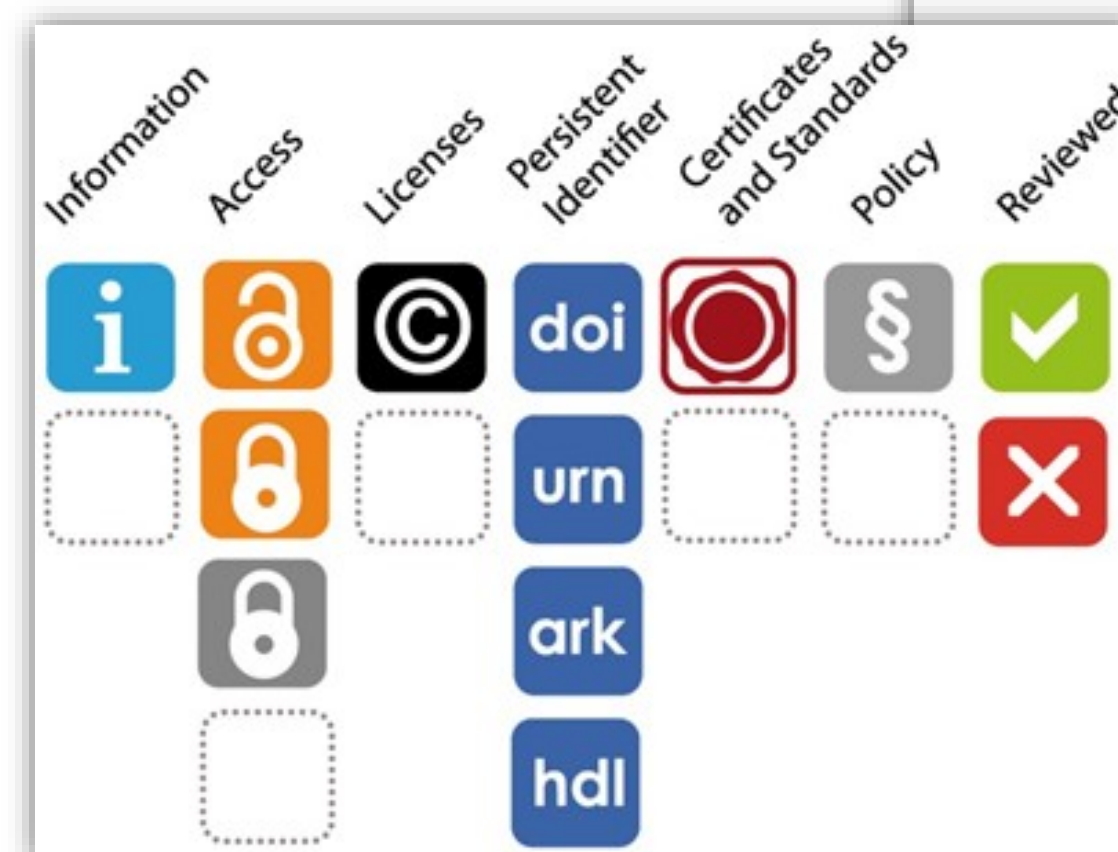 Information
Access
Licenses
Persistent
Identifier
Certificates
and Standards
Policy
Reviewed
i
©
doi
§
urn
ark
hdl